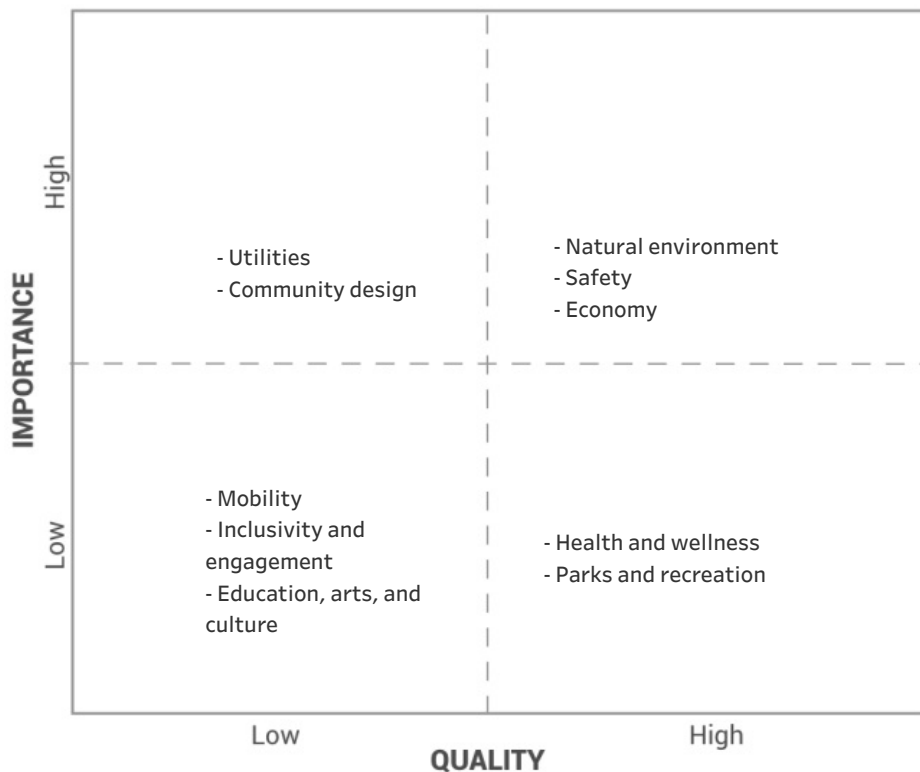 IMPORTANCE
High
- Utilities
- Community design
- Natural environment
- Safety
- Economy
Low
- Mobility
- Inclusivity and
engagement
- Education, arts, and
culture
- Health and wellness
- Parks and recreation
Low
High
QUALITY